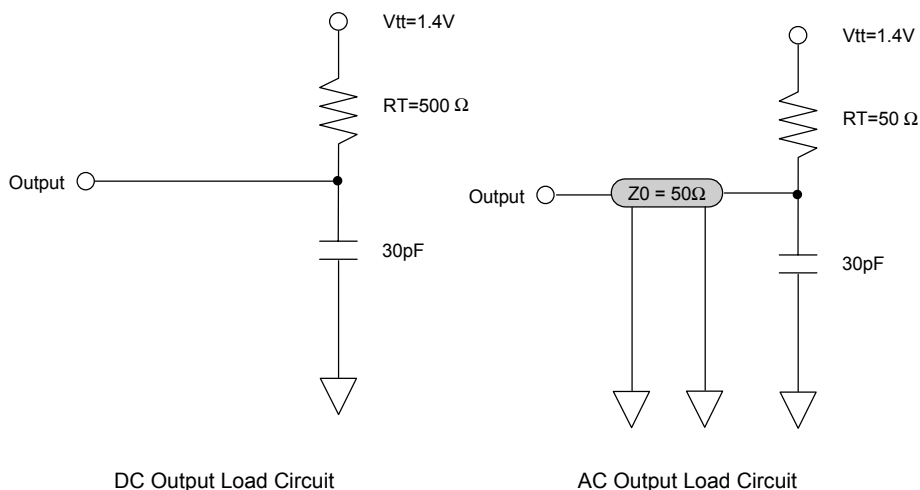 Vtt=1.4V
RT=500 Ω
Output
30pF
DC Output Load Circuit
Vtt=1.4V
RT=50 Ω
Output
Z0 = 50Ω
30pF
AC Output Load Circuit